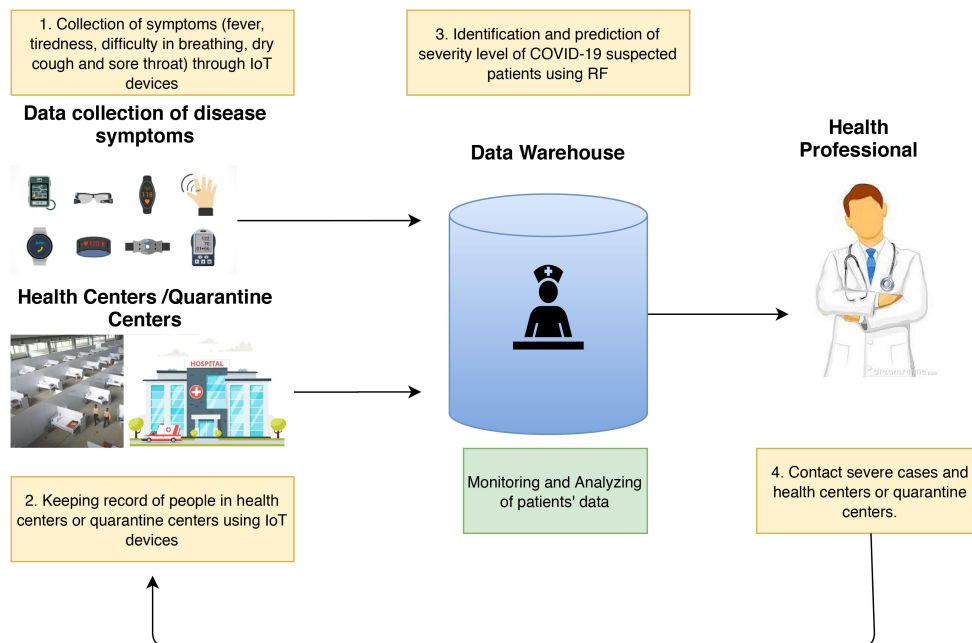 1. Collection of symptoms (fever,
tiredness, difficulty in breathing, dry
cough and sore throat) through IoT
devices
3. Identification and prediction of
severity level of COVID-19 suspected
patients using RF
Data collection of disease
symptoms
Data Warehouse
Health
Professional
118
120
Health Centers /Quarantine
Centers
HOSPITAL
2. Keeping record of people in health
centers or quarantine centers using IoT
devices
Monitoring and Analyzing
of patients' data
4. Contact severe cases and
health centers or quarantine
centers.